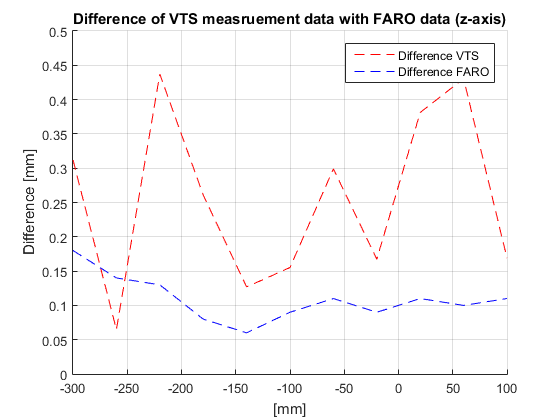 Difference of VTS measruement data with FARO data (z-axis)
Difference VTS
Difference FARO
0.5
0.45
0.4
0.35
0.3
0.25
0.2
0.15
0.1
0.05
0
Difference [mm]
-300 -250 -200 -150 -100 -50 0 50 100
[mm]